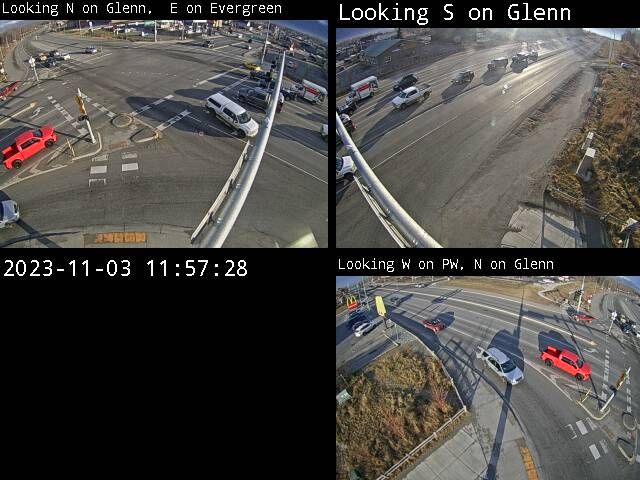 Looking N on Glenn,  E on Evergreen
Looking S on Glenn
2023-11-03 11:57:28
Looking W on PW, N on Glenn